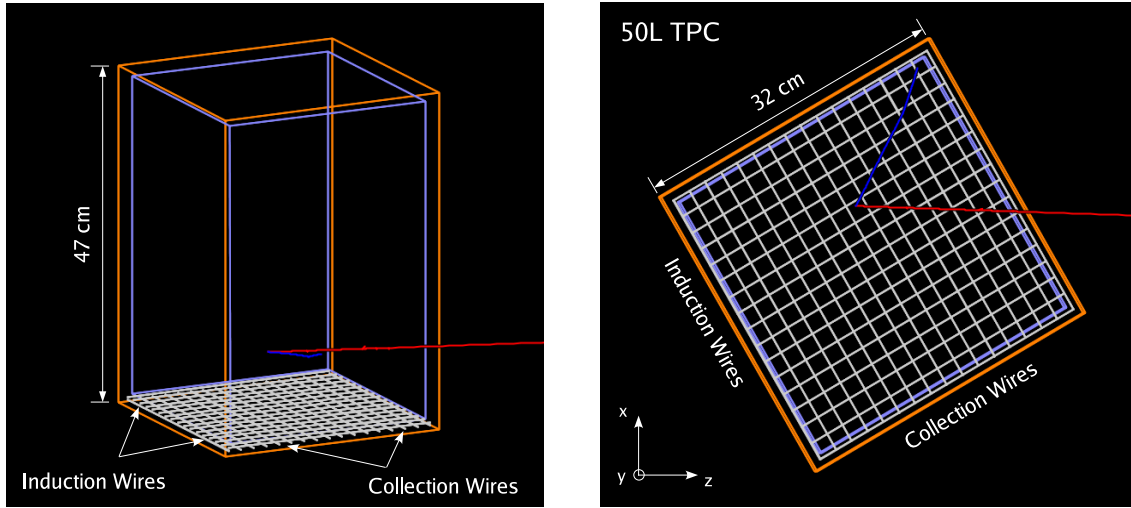 47 cm
Induction Wires
Collection Wires
50L TPC
32 cm
Induction Wires
Collection Wires
x
y
z